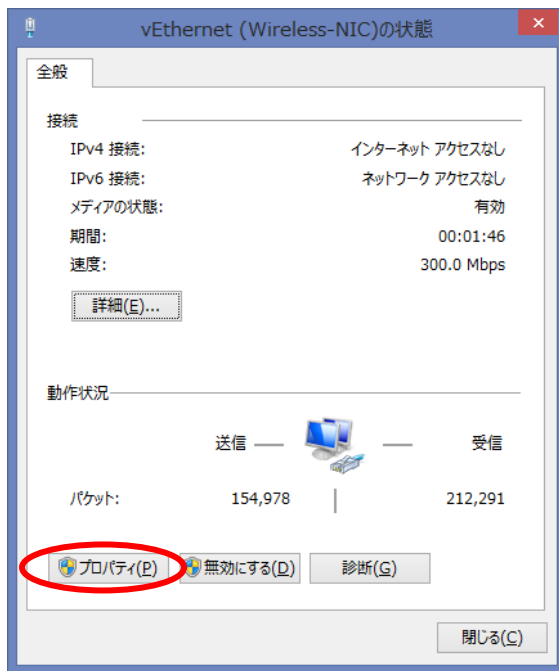 vEthernet (Wireless-NIC)の状態
全般
接続
IPv4 接続: インターネット アクセスなし
IPv6 接続: ネットワーク アクセスなし
メディアの状態: 有効
期間: 00:01:46
速度: 300.0 Mbps
詳細(E)...
動作状況
送信 受信
パケット: 154,978 212,291
プロパティ(P) 無効にする(D) 診断(G)
閉じる(C)